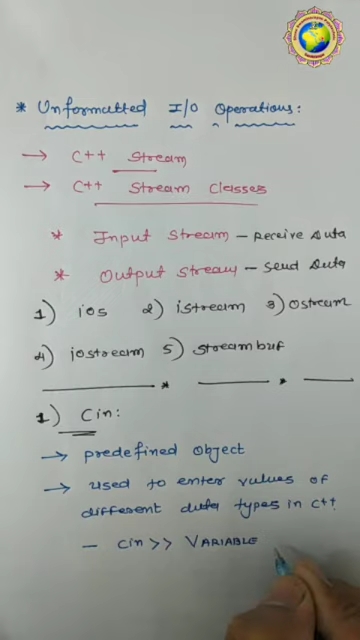 * Unformatted I/O Operations:
→ C++ Stream
→ C++ Stream Classes
* Input Stream – Receive Data
* Output Stream – Send Data
1) ios 2) istream 3) Ostream
4) iostream 5) streambuf
1) Cin:
→ predefined Object
→ used to enter values of
different data types in C++
– cin >> VARIABLE